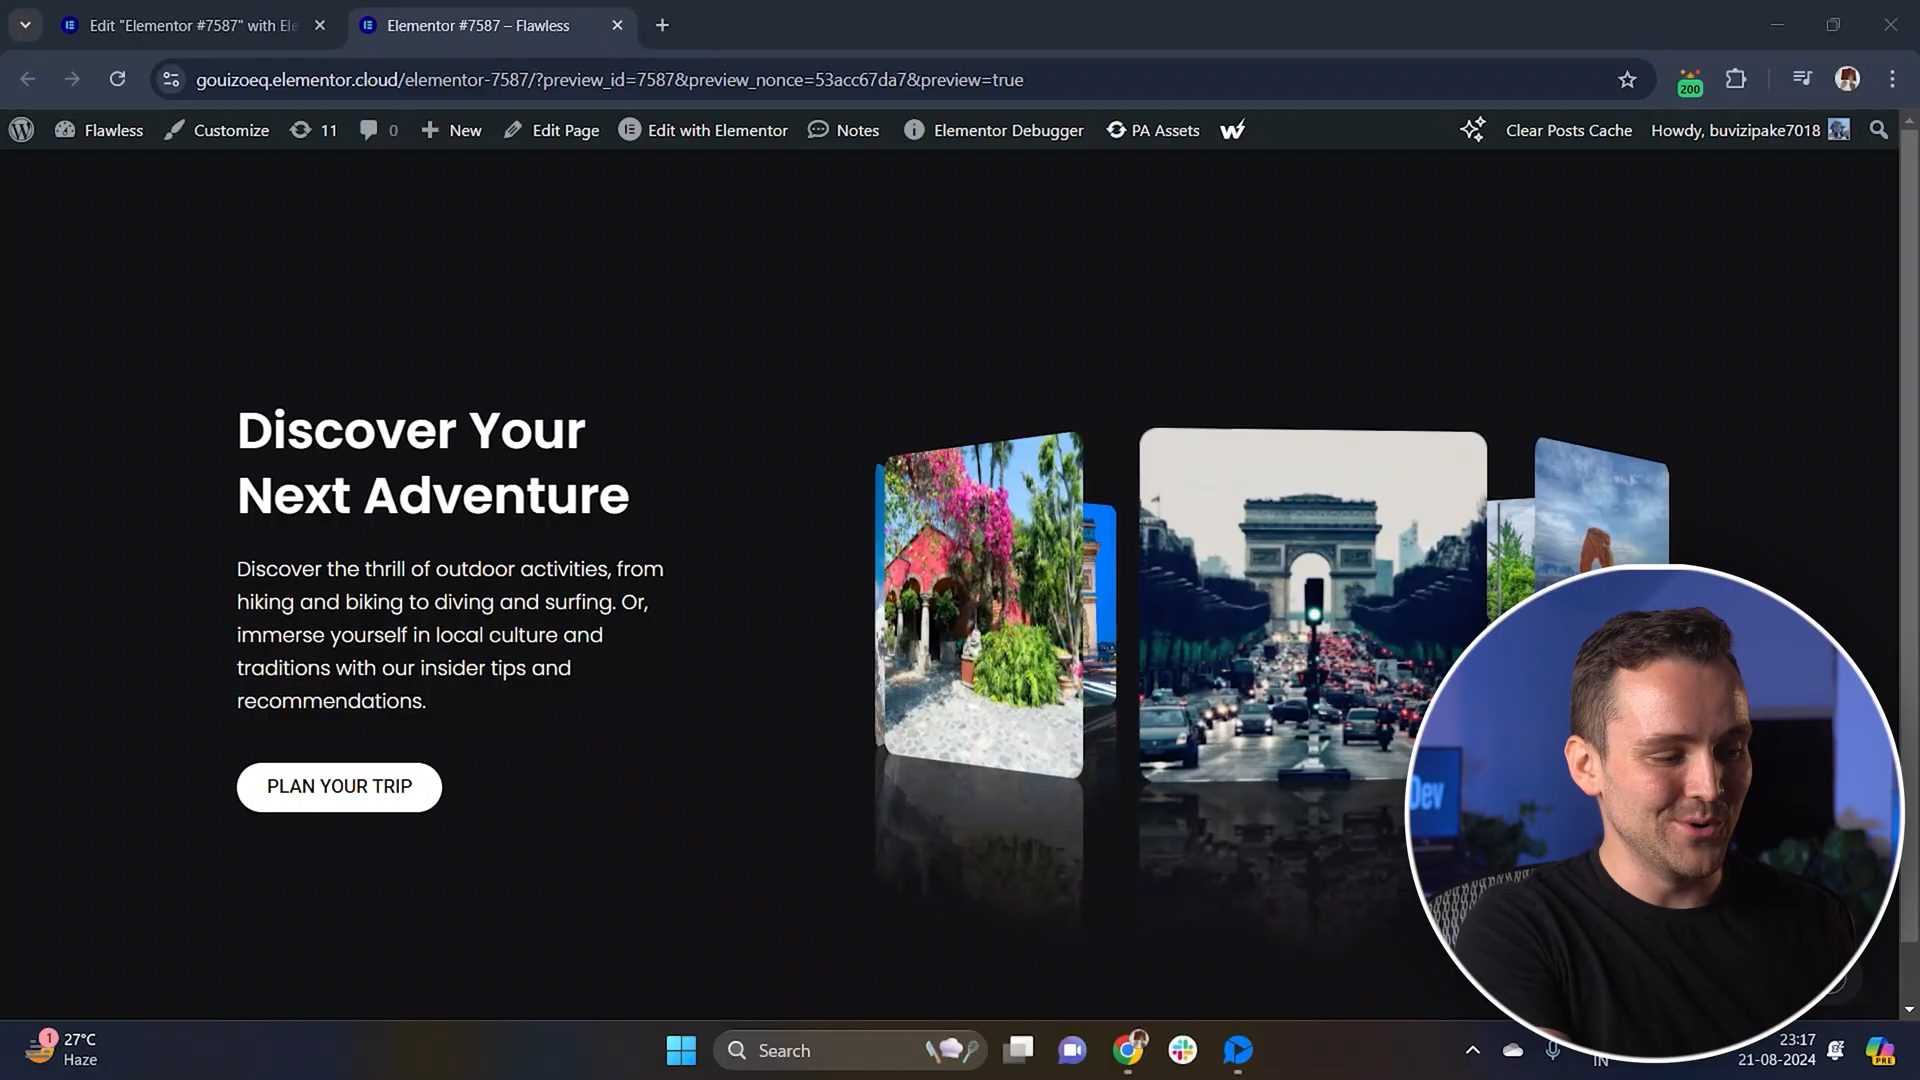 Edit "Elementor #7587" with Ele
Elementor #7587 – Flawless
gouizoeq.elementor.cloud/elementor-7587/?preview_id=7587&preview_nonce=53acc67da7&preview=true
200
Flawless
Customize
11
0
New
Edit Page
Edit with Elementor
Notes
Elementor Debugger
PA Assets
Clear Posts Cache
Howdy, buvizipake7018
Discover Your
Next Adventure
Discover the thrill of outdoor activities, from
hiking and biking to diving and surfing. Or,
immerse yourself in local culture and
traditions with our insider tips and
recommendations.
PLAN YOUR TRIP
Dev
1
27°C
Haze
Search
IN
23:17
21-08-2024
PRE